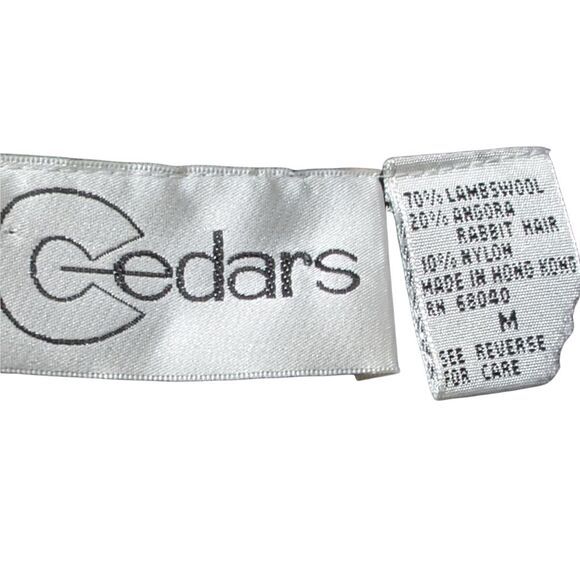 Cedars
70% LAMBSWOOL
20% ANGORA
RABBIT HAIR
10% NYLON
MADE IN HONG KONG
RN 68040
M
SEE REVERSE
FOR CARE